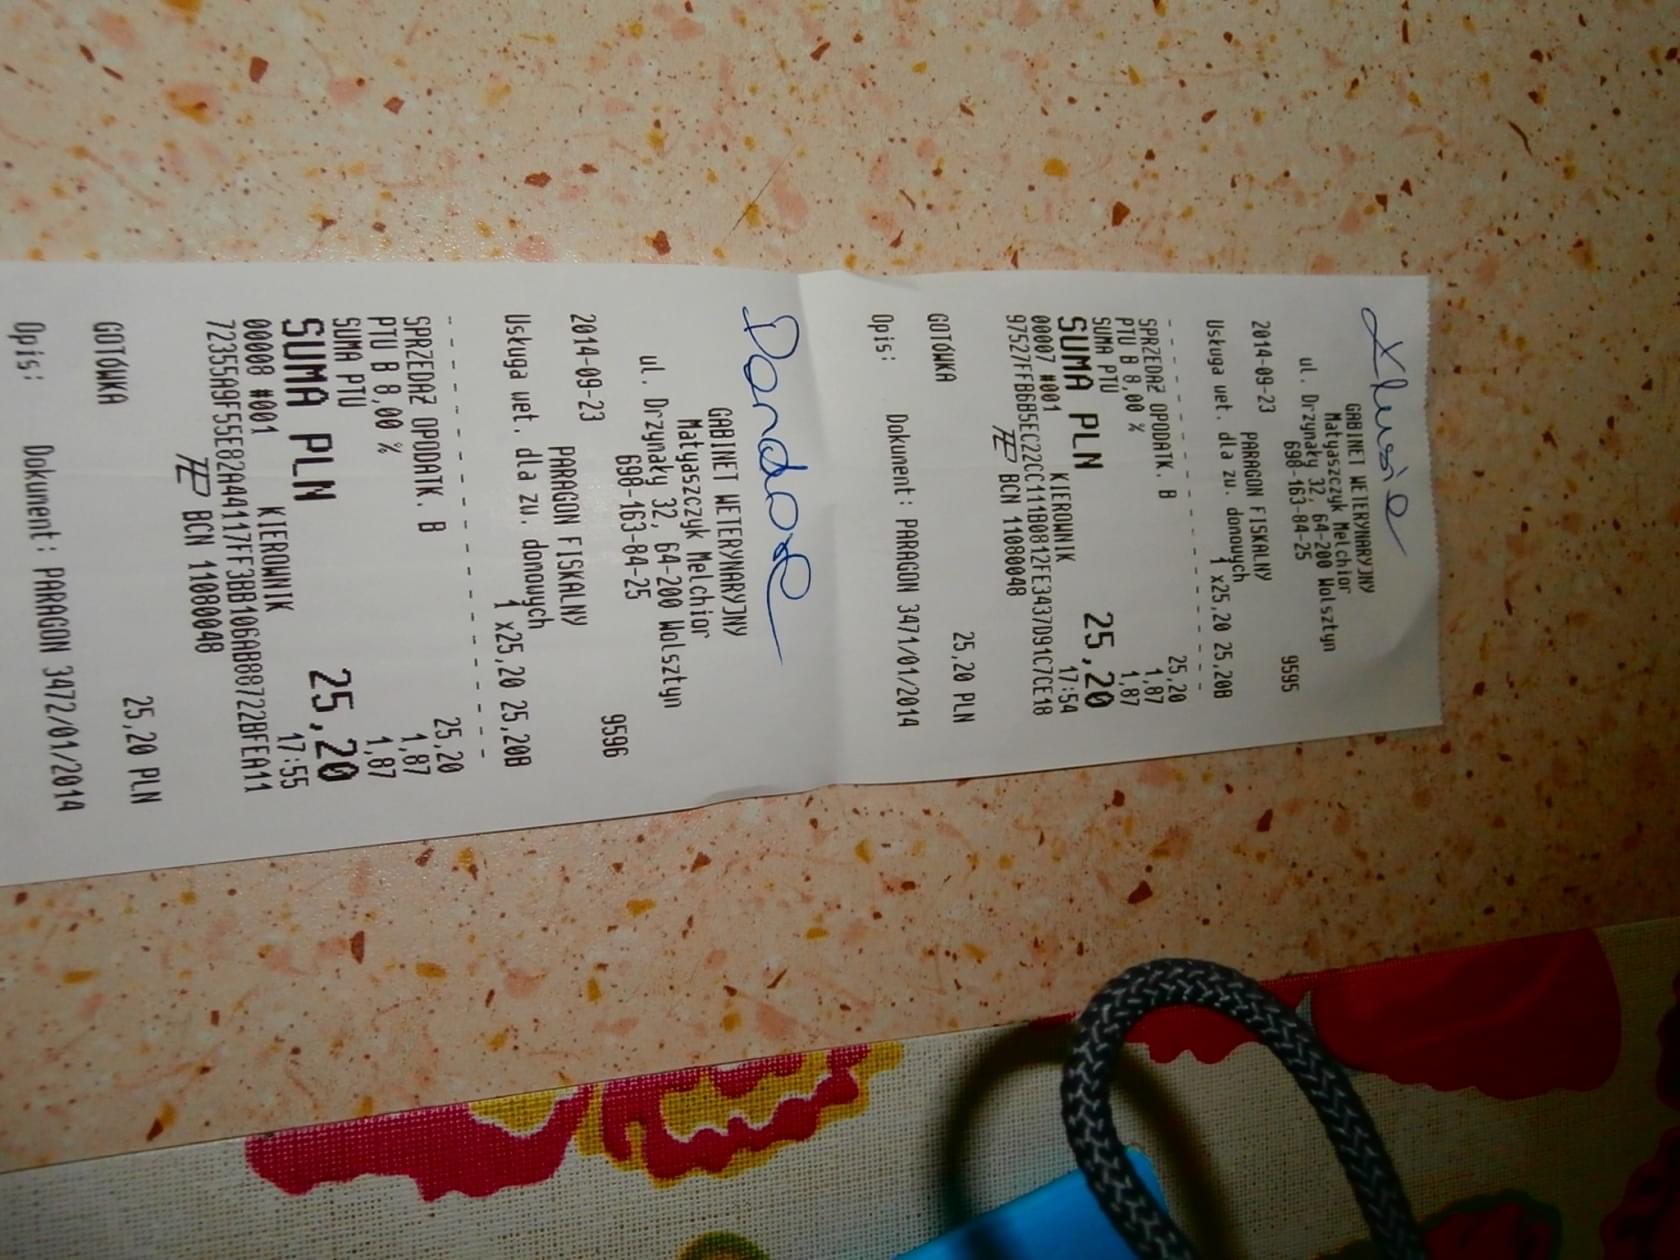 GABINET WETERYNARYJNY
Matyaszczyk Melchior
ul. Drzymały 32, 64-200 Wolsztyn
698-163-84-25
2014-09-23 9595
PARAGON FISKALNY
Usługa wet. dla zw. domowych
1 x25,20 25,20B
SPRZEDAŻ OPODATK. B 25,20
PTU B 8,00 % 1,87
SUMA PTU 1,87
SUMA PLN 25,20
00007 #001 KIEROWNIK 17:54
BCN 11080048
Dokument: PARAGON 3471/01/2014
GOTÓWKA 25,20 PLN
Opis:
Pandora
GABINET WETERYNARYJNY
Matyaszczyk Melchior
ul. Drzymały 32, 64-200 Wolsztyn
698-163-84-25
2014-09-23 9596
PARAGON FISKALNY
Usługa wet. dla zw. domowych
1 x25,20 25,20B
SPRZEDAŻ OPODATK. B 25,20
PTU B 8,00 % 1,87
SUMA PTU 1,87
SUMA PLN 25,20
00008 #001 KIEROWNIK 17:55
BCN 11080048
Dokument: PARAGON 3472/01/2014
GOTÓWKA 25,20 PLN
Opis: